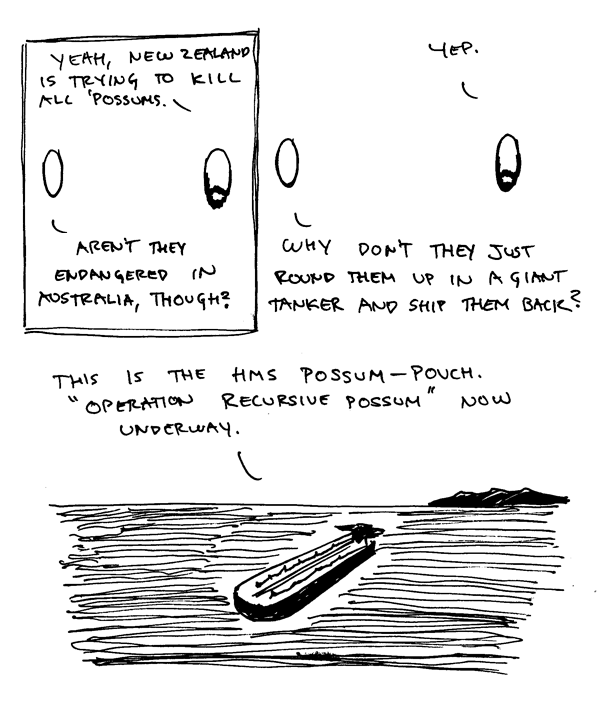 YEAH, NEW ZEALAND
IS TRYING TO KILL
ALL 'POSSUMS.
AREN'T THEY
ENDANGERED IN
AUSTRALIA, THOUGH?
YEP.
WHY DON'T THEY JUST
ROUND THEM UP IN A GIANT
TANKER AND SHIP THEM BACK?
THIS IS THE HMS POSSUM-POUCH.
"OPERATION RECURSIVE POSSUM" NOW
UNDERWAY.